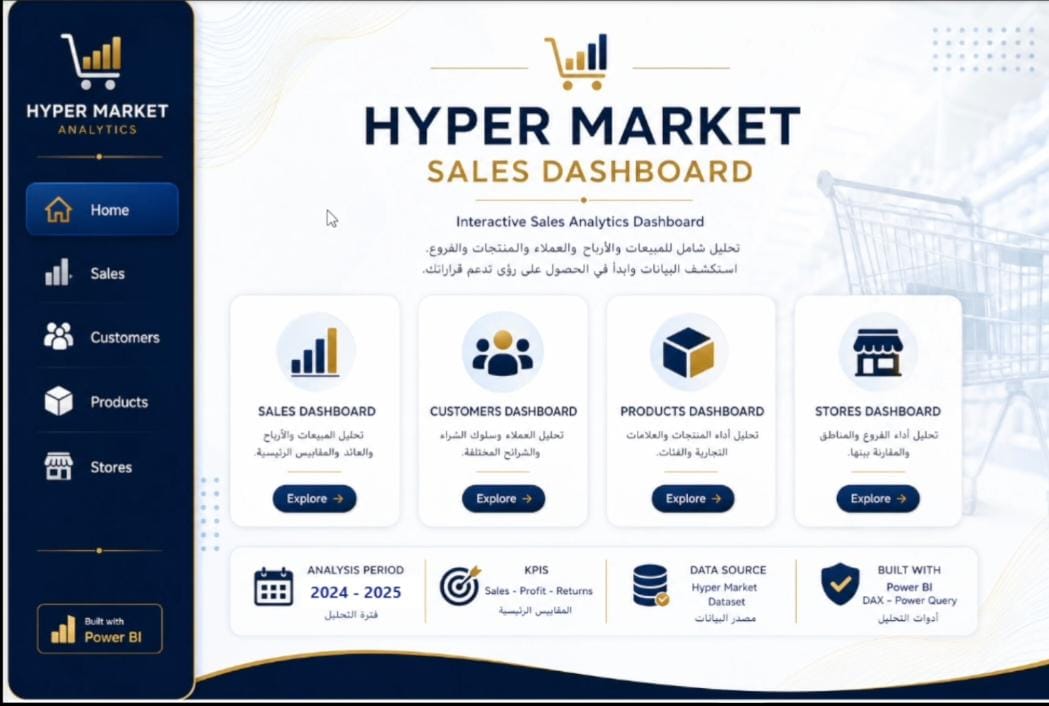 HYPER MARKET
ANALYTICS
Home
Sales
Customers
Products
Stores
Built with
Power BI
HYPER MARKET
SALES DASHBOARD
Interactive Sales Analytics Dashboard
تحليل شامل للمبيعات والأرباح والعملاء والمنتجات والفروع.
استكشف البيانات وابدأ في الحصول على رؤى تدعم قراراتك.
SALES DASHBOARD
تحليل المبيعات والأرباح
والعائد والمقاييس الرئيسية.
Explore →
CUSTOMERS DASHBOARD
تحليل العملاء وسلوك الشراء
والشرائح المختلفة.
Explore →
PRODUCTS DASHBOARD
تحليل أداء المنتجات والعلامات
التجارية والفئات.
Explore →
STORES DASHBOARD
تحليل أداء الفروع والمناطق
والمقارنة بينها.
Explore →
ANALYSIS PERIOD
2024 - 2025
فترة التحليل
KPIS
Sales - Profit - Returns
المقاييس الرئيسية
DATA SOURCE
Hyper Market
Dataset
مصدر البيانات
BUILT WITH
Power BI
DAX - Power Query
أدوات التحليل